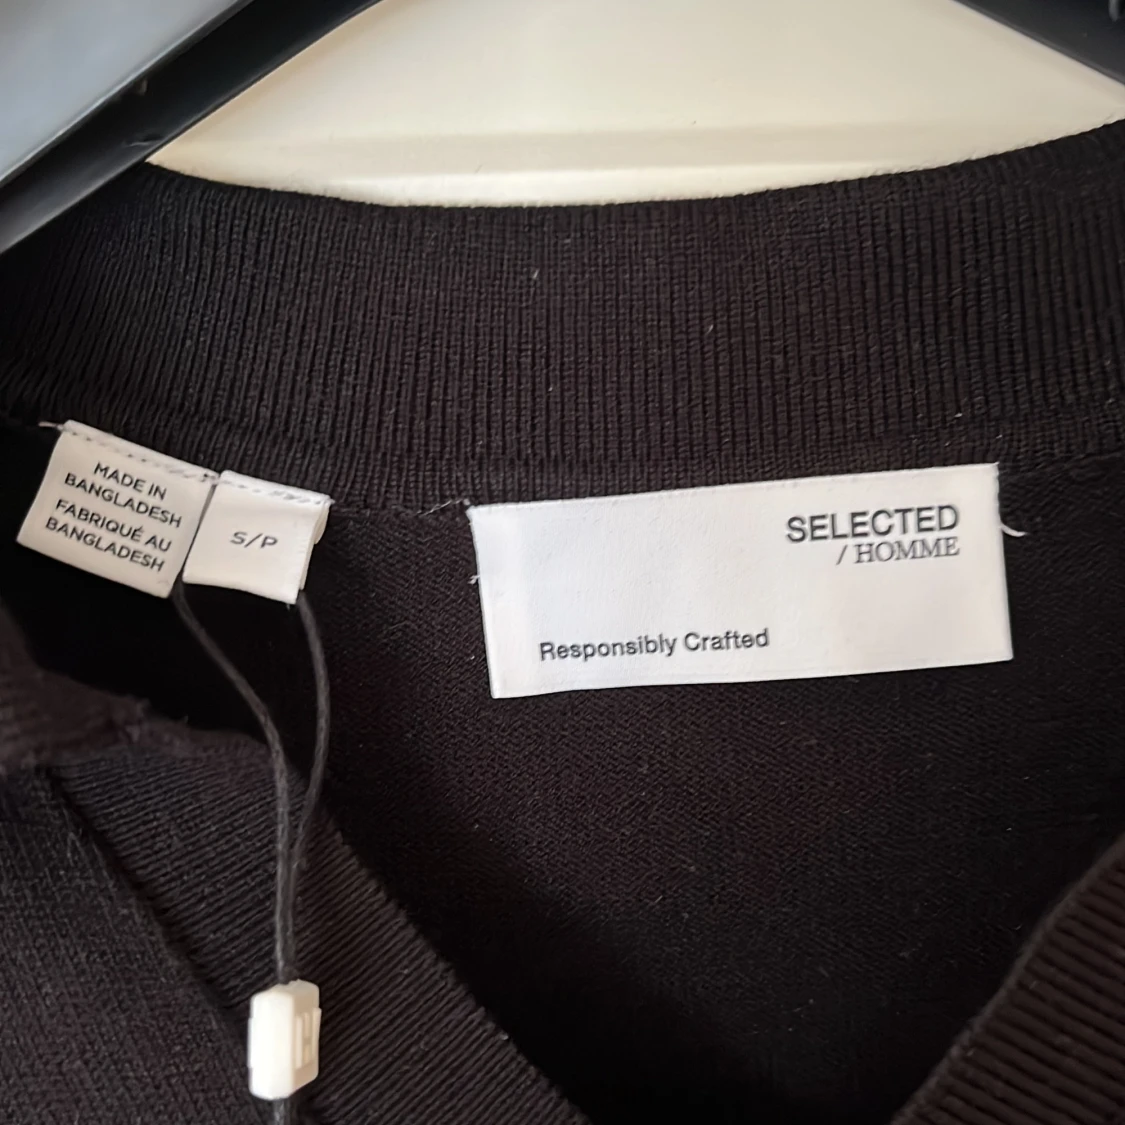 MADE IN
BANGLADESH
FABRIQUÉ AU
BANGLADESH
S/P
SELECTED
/ HOMME
Responsibly Crafted